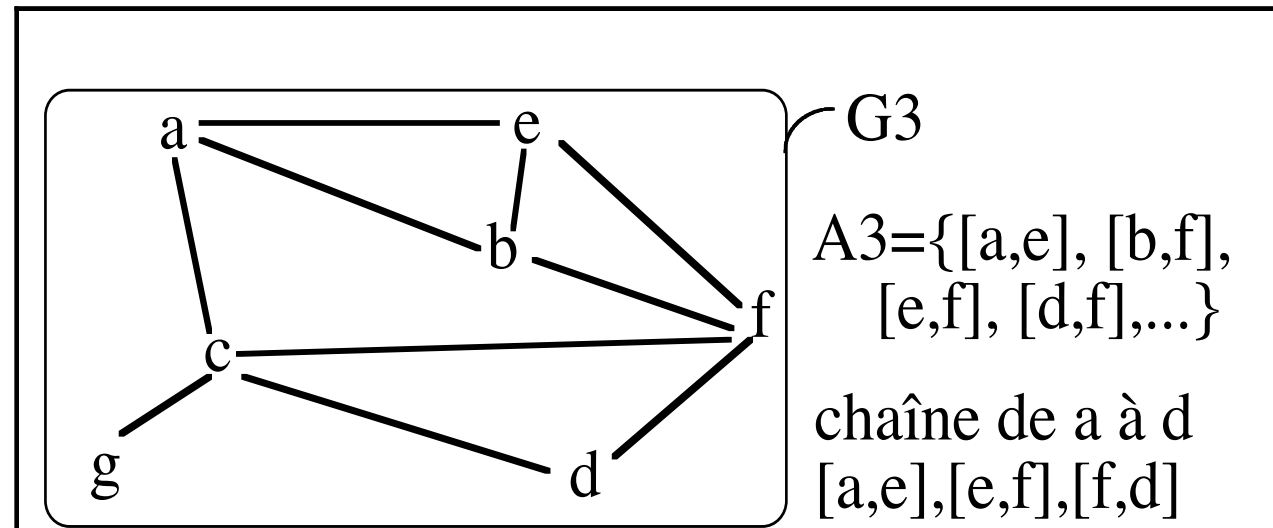 a
e
G3
b
A3={[a,e], [b,f],
[e,f], [d,f],...}
f
c
chaîne de a à d
g
d
[a,e],[e,f],[f,d]